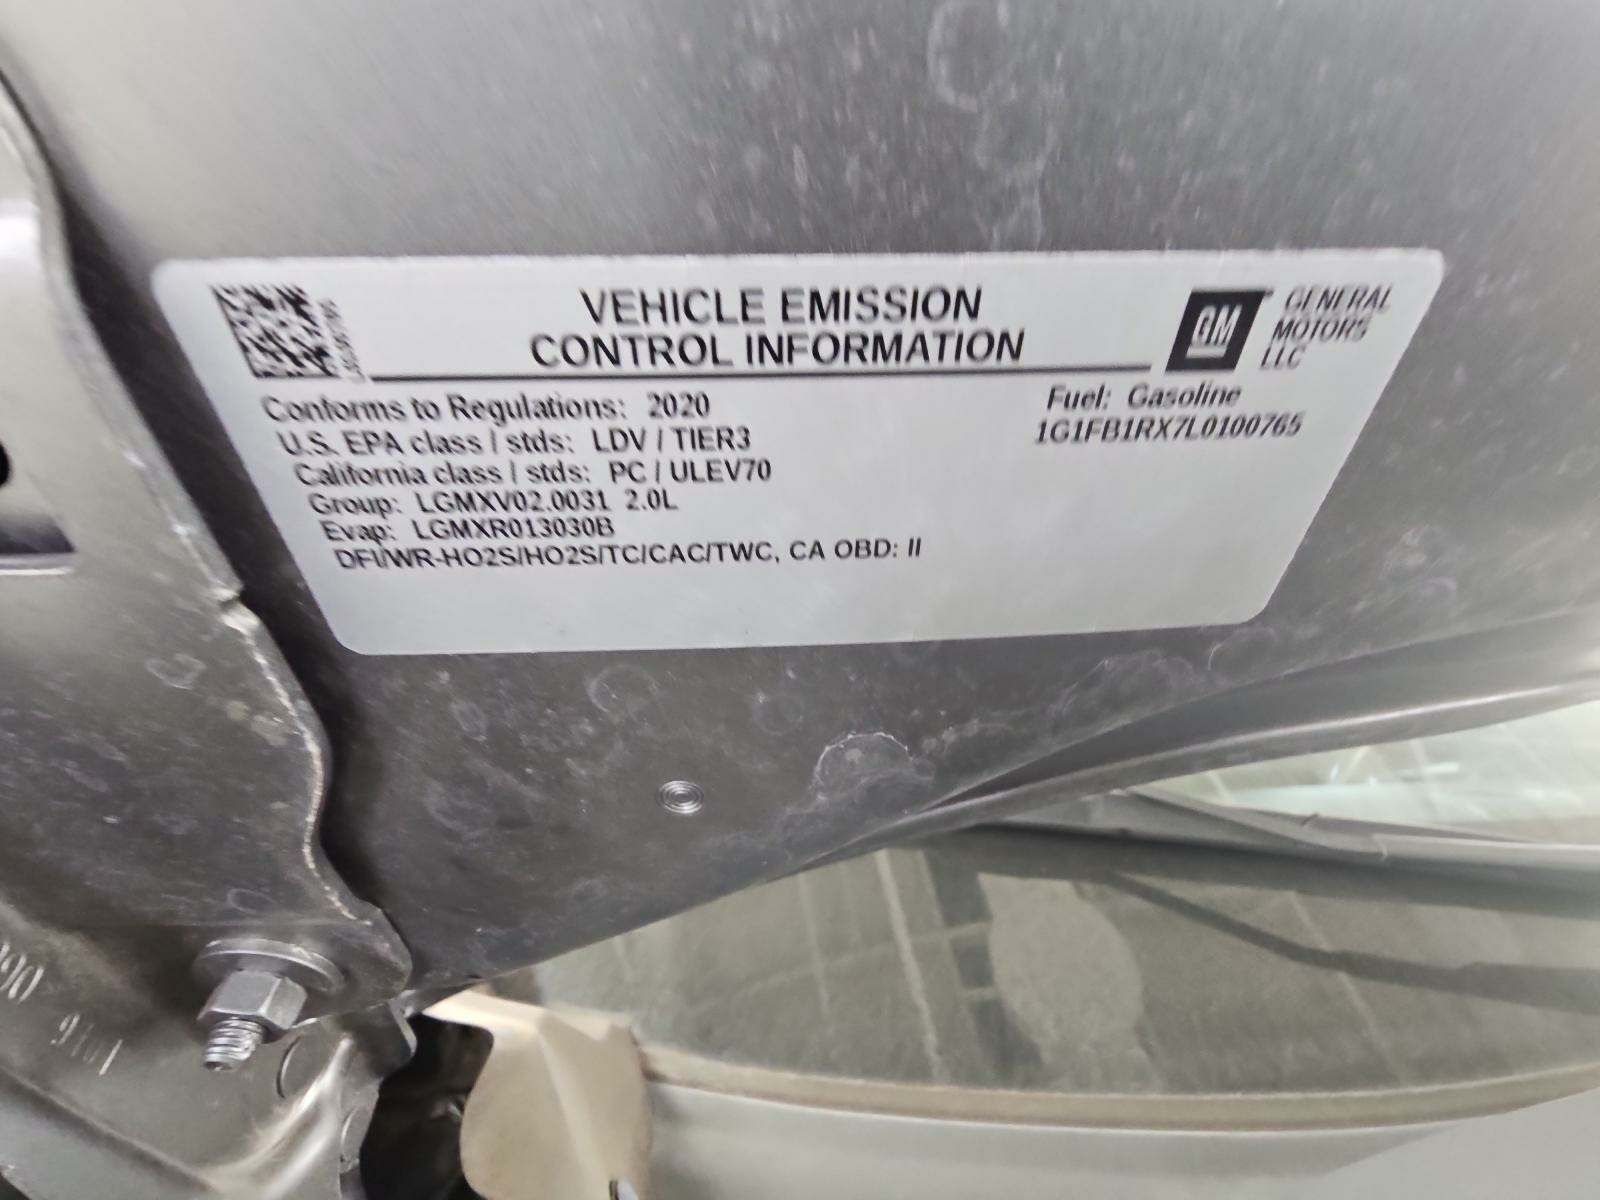 VEHICLE EMISSION
CONTROL INFORMATION
GM
GENERAL
MOTORS
LLC
Conforms to Regulations: 2020
U.S. EPA class / stds: LDV / TIER3
California class / stds: PC / ULEV70
Group: LGMXV02.0031 2.0L
Evap: LGMXR013030B
DFI/WR-HO2S/HO2S/TC/CAC/TWC, CA OBD: II
Fuel: Gasoline
1G1FB1RX7L0100765